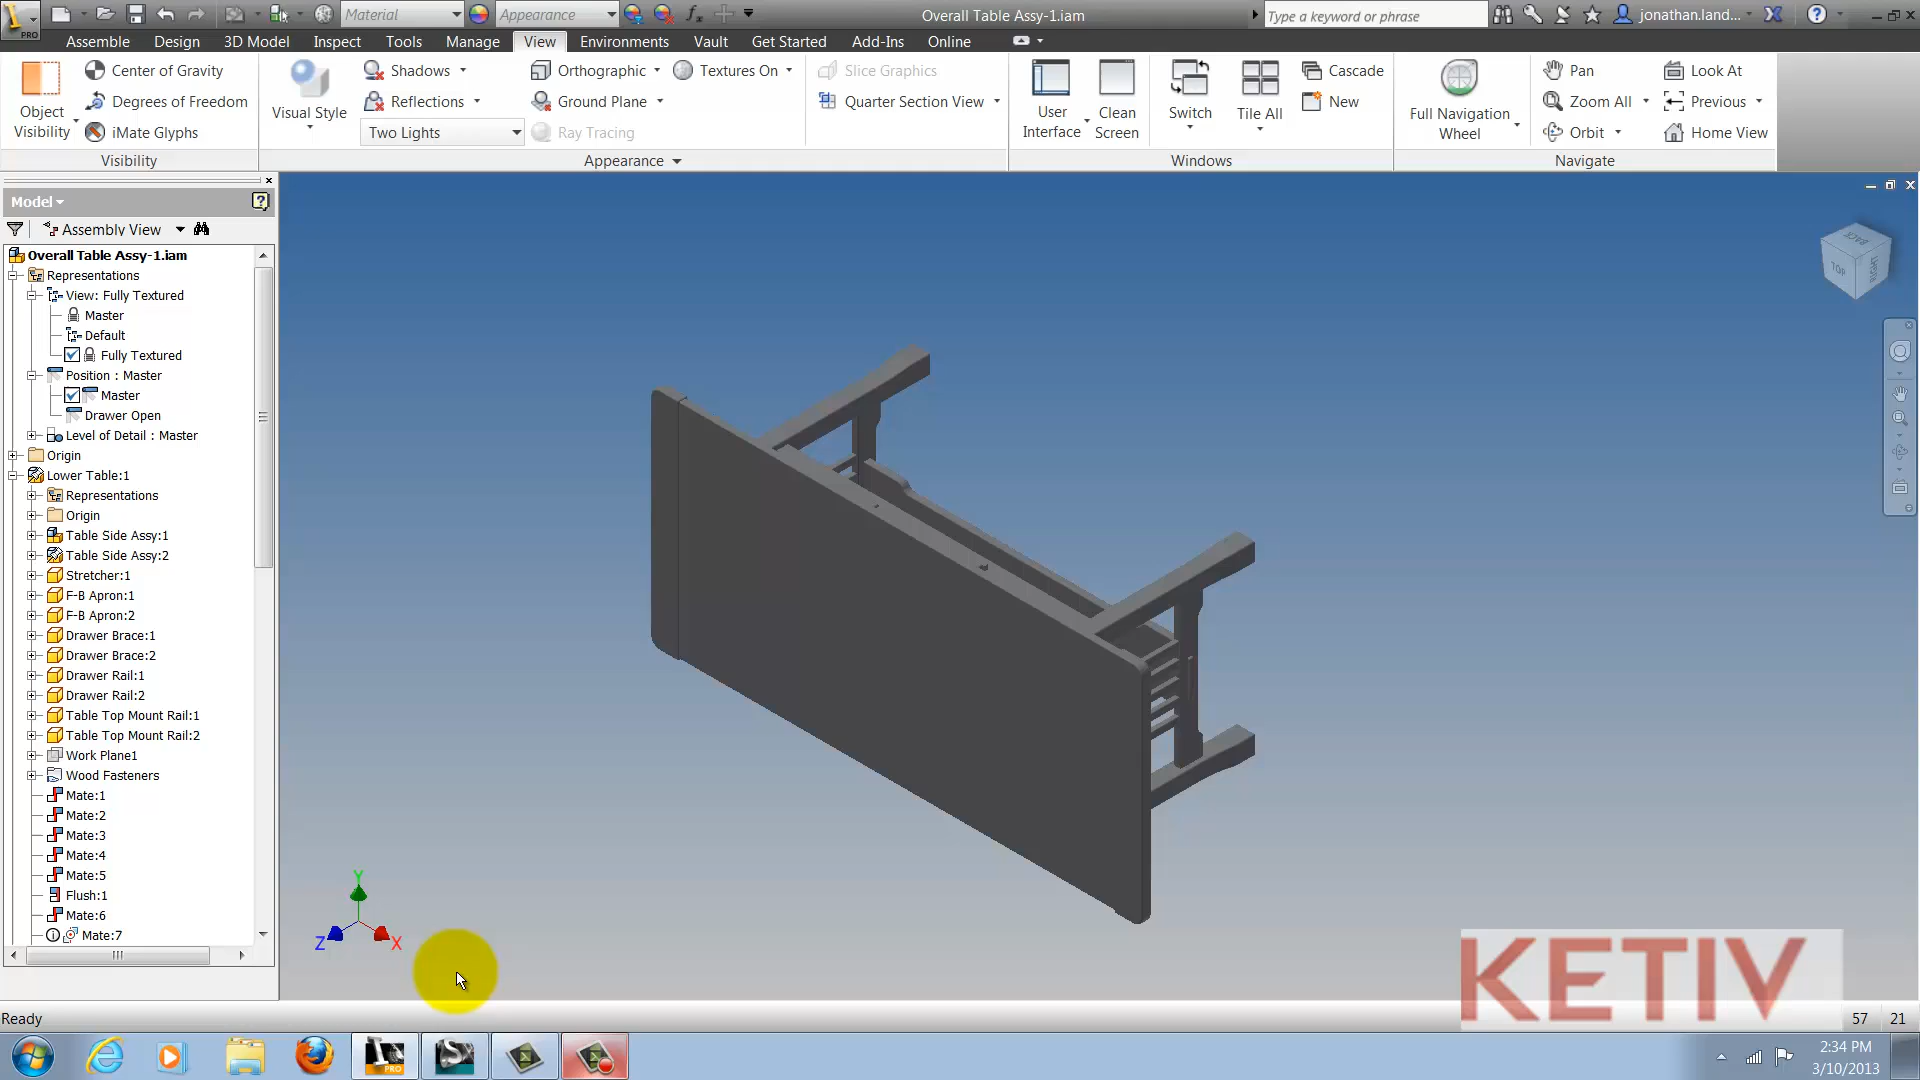 PRO
Material
Appearance
Overall Table Assy-1.iam
Type a keyword or phrase
jonathan.land...
Assemble Design 3D Model Inspect Tools Manage View Environments Vault Get Started Add-Ins Online
Object Visibility
Center of Gravity
Degrees of Freedom
iMate Glyphs
Visibility
Visual Style
Shadows
Reflections
Two Lights
Orthographic
Ground Plane
Ray Tracing
Textures On
Slice Graphics
Quarter Section View
Appearance
User Interface
Clean Screen
Switch
Tile All
Cascade
New
Windows
Full Navigation Wheel
Pan
Zoom All
Orbit
Look At
Previous
Home View
Navigate
Model
Assembly View
Overall Table Assy-1.iam
Representations
View: Fully Textured
Master
Default
Fully Textured
Position : Master
Master
Drawer Open
Level of Detail : Master
Origin
Lower Table:1
Representations
Origin
Table Side Assy:1
Table Side Assy:2
Stretcher:1
F-B Apron:1
F-B Apron:2
Drawer Brace:1
Drawer Brace:2
Drawer Rail:1
Drawer Rail:2
Table Top Mount Rail:1
Table Top Mount Rail:2
Work Plane1
Wood Fasteners
Mate:1
Mate:2
Mate:3
Mate:4
Mate:5
Flush:1
Mate:6
Mate:7
BACK
TOP
RIGHT
Y
Z
X
KETIV
Ready
57 21
PRO
2:34 PM
3/10/2013